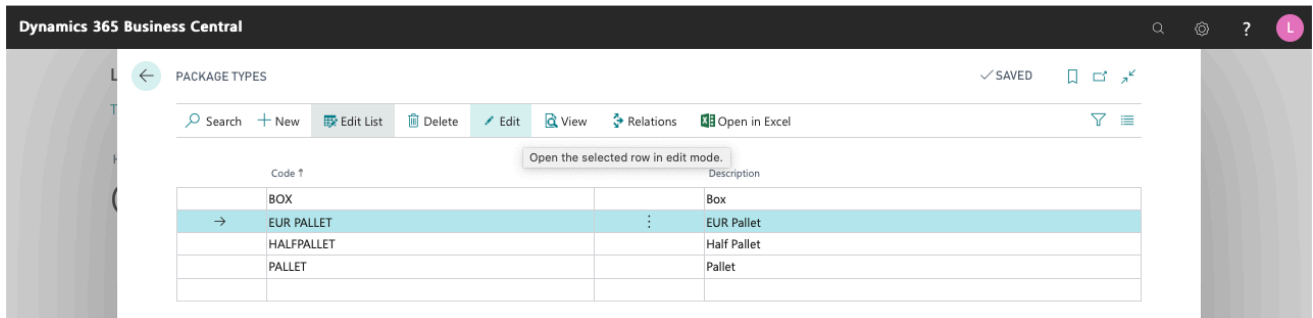 Dynamics 365 Business Central
?
L
L
PACKAGE TYPES
SAVED
T
Search New Edit List Delete Edit View Relations Open in Excel
Open the selected row in edit mode.
Code ↑ Description
BOX Box
→ EUR PALLET ⋮ EUR Pallet
HALFPALLET Half Pallet
PALLET Pallet